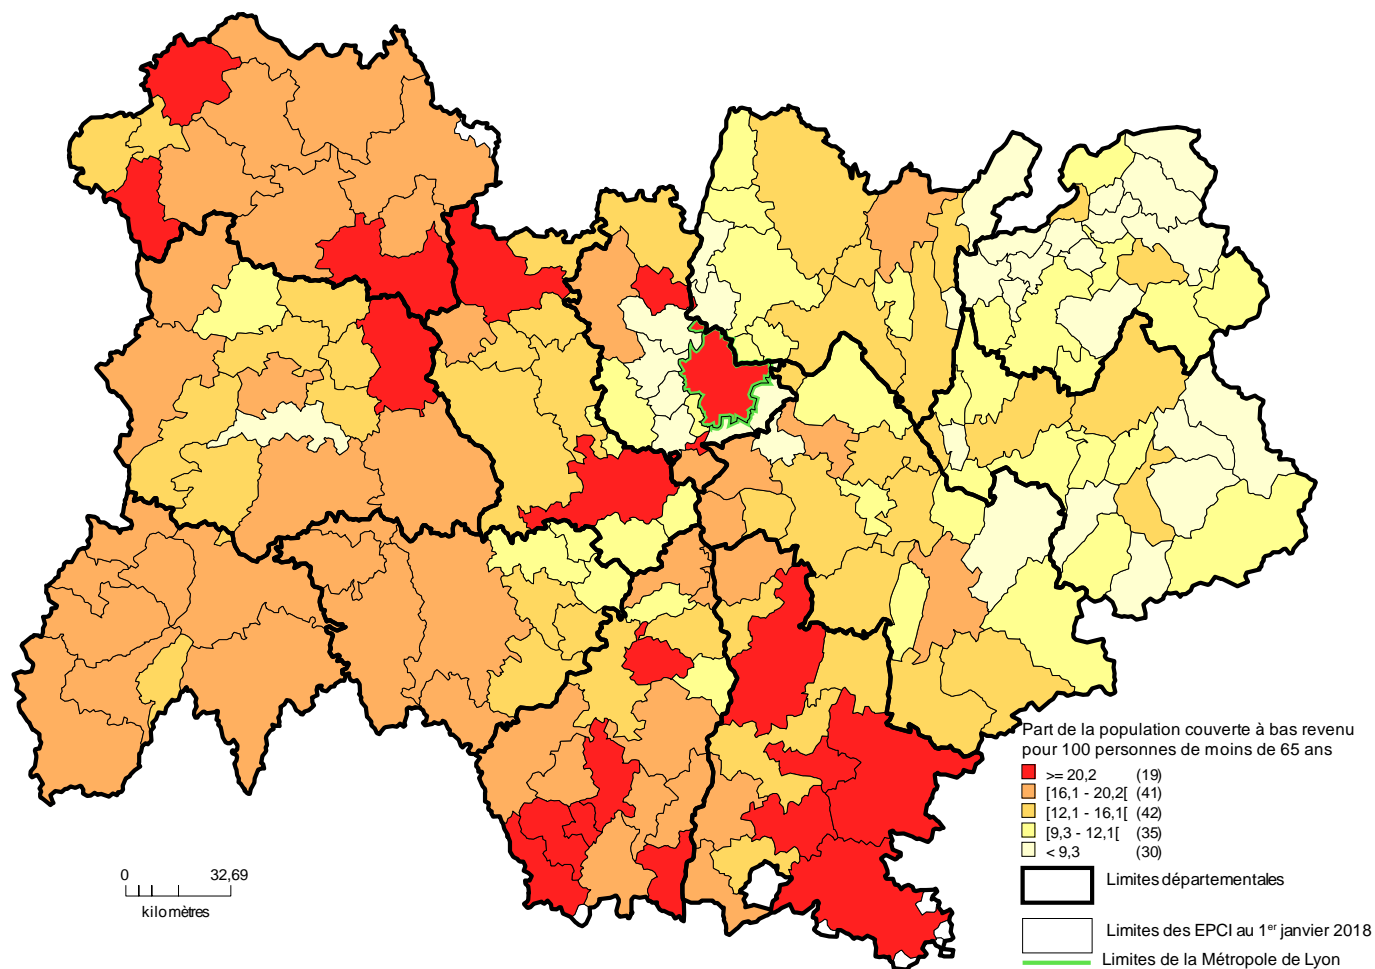 Part de la population couverte à bas revenu
pour 100 personnes de moins de 65 ans
>= 20,2 (19)
[16,1 - 20,2[ (41)
[12,1 - 16,1[ (42)
[9,3 - 12,1[ (35)
< 9,3 (30)
0 32,69
kilomètres
Limites départementales
Limites des EPCI au 1er janvier 2018
Limites de la Métropole de Lyon